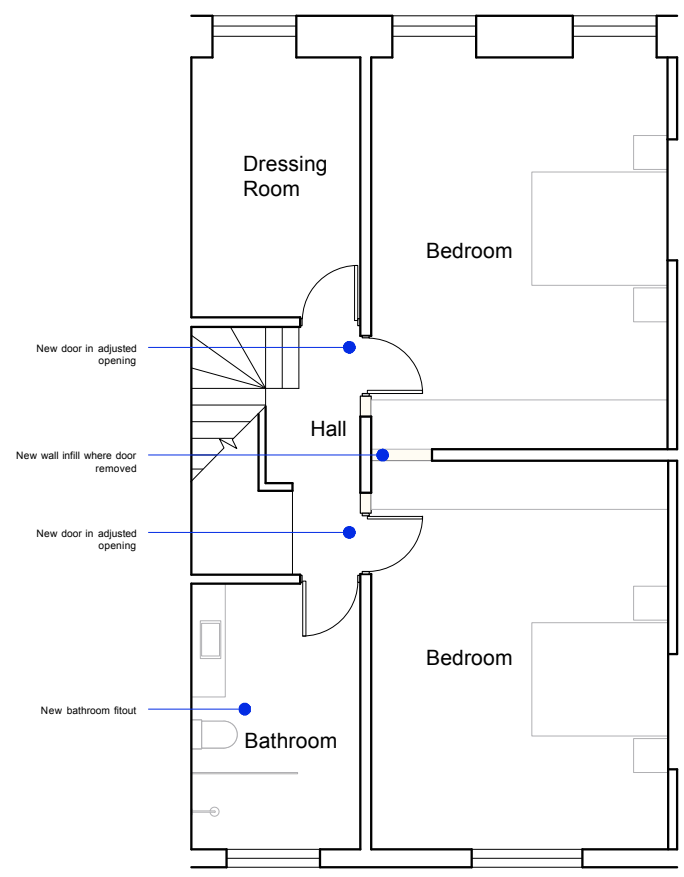 Dressing
Room
Bedroom
New door in adjusted
opening
Hall
New wall infill where door
removed
New door in adjusted
opening
Bedroom
New bathroom fitout
Bathroom